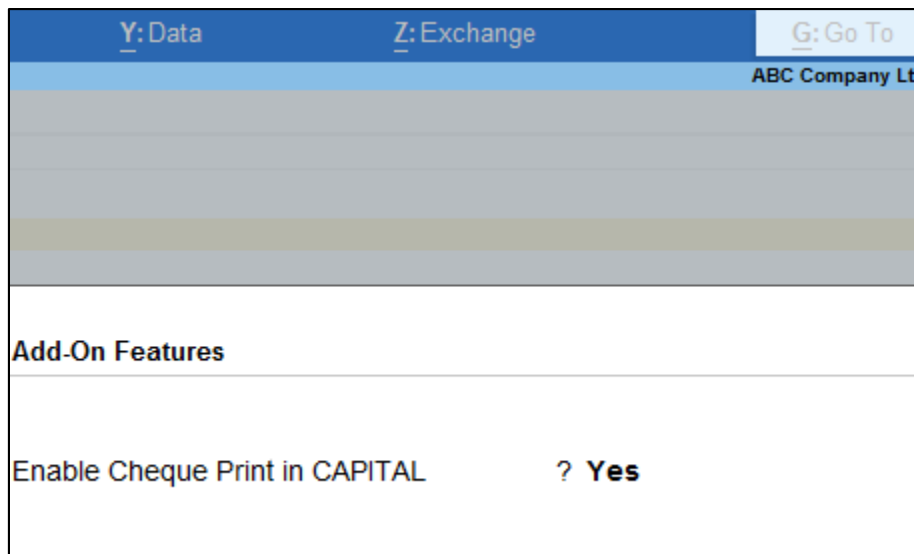 Y: Data Z: Exchange G: Go To
ABC Company Lt
Add-On Features
Enable Cheque Print in CAPITAL ? Yes